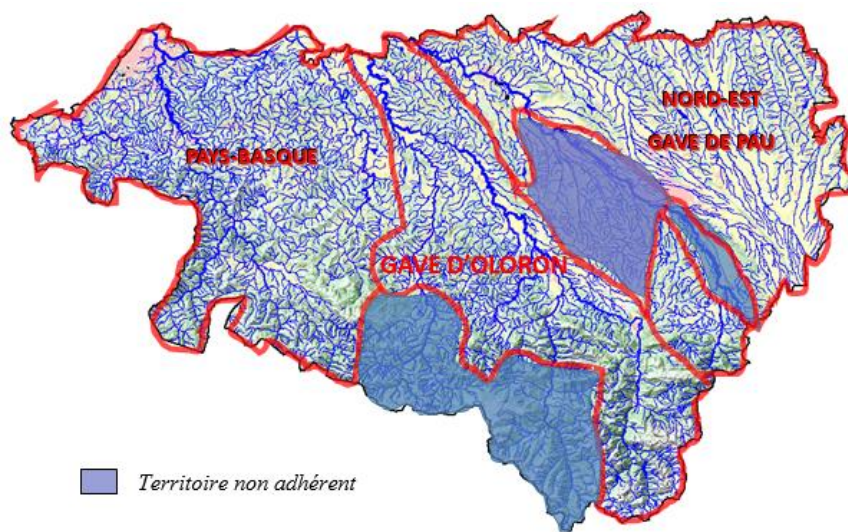 NORD-EST
GAVE DE PAU
PAYS-BASQUE
GAVE D'OLORON
Territoire non adhérent